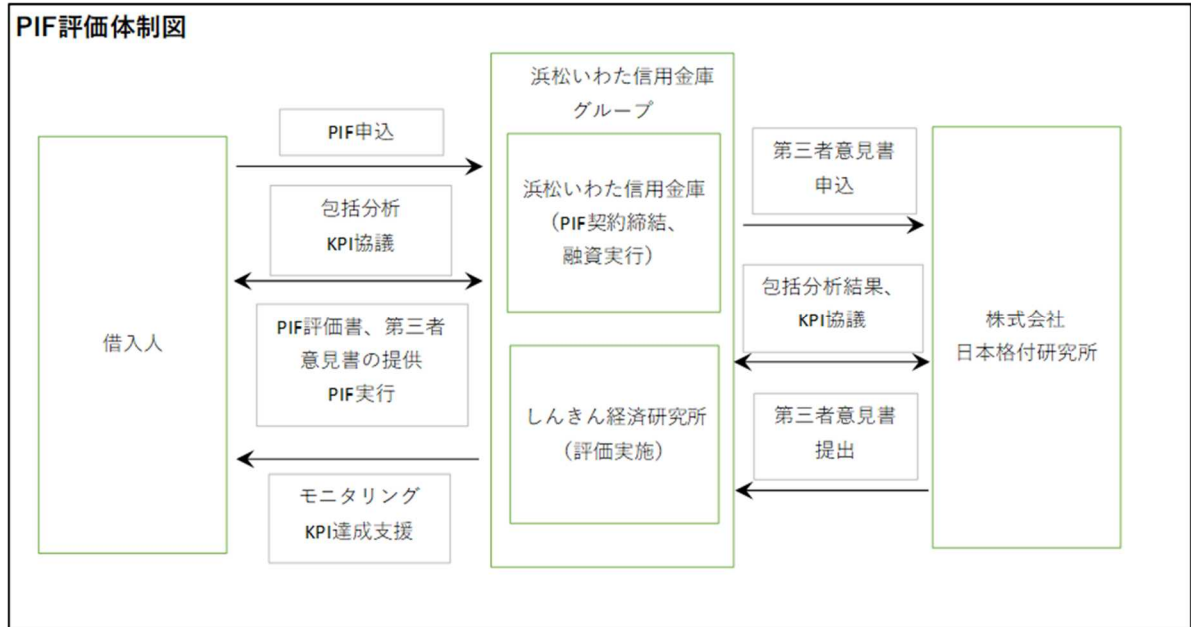 PIF評価体制図
借入人
PIF申込
包括分析
KPI協議
PIF評価書、第三者
意見書の提供
PIF実行
モニタリング
KPI達成支援
浜松いわた信用金庫
グループ
浜松いわた信用金庫
（PIF契約締結、
融資実行）
しんきん経済研究所
（評価実施）
第三者意見書
申込
包括分析結果、
KPI協議
第三者意見書
提出
株式会社
日本格付研究所